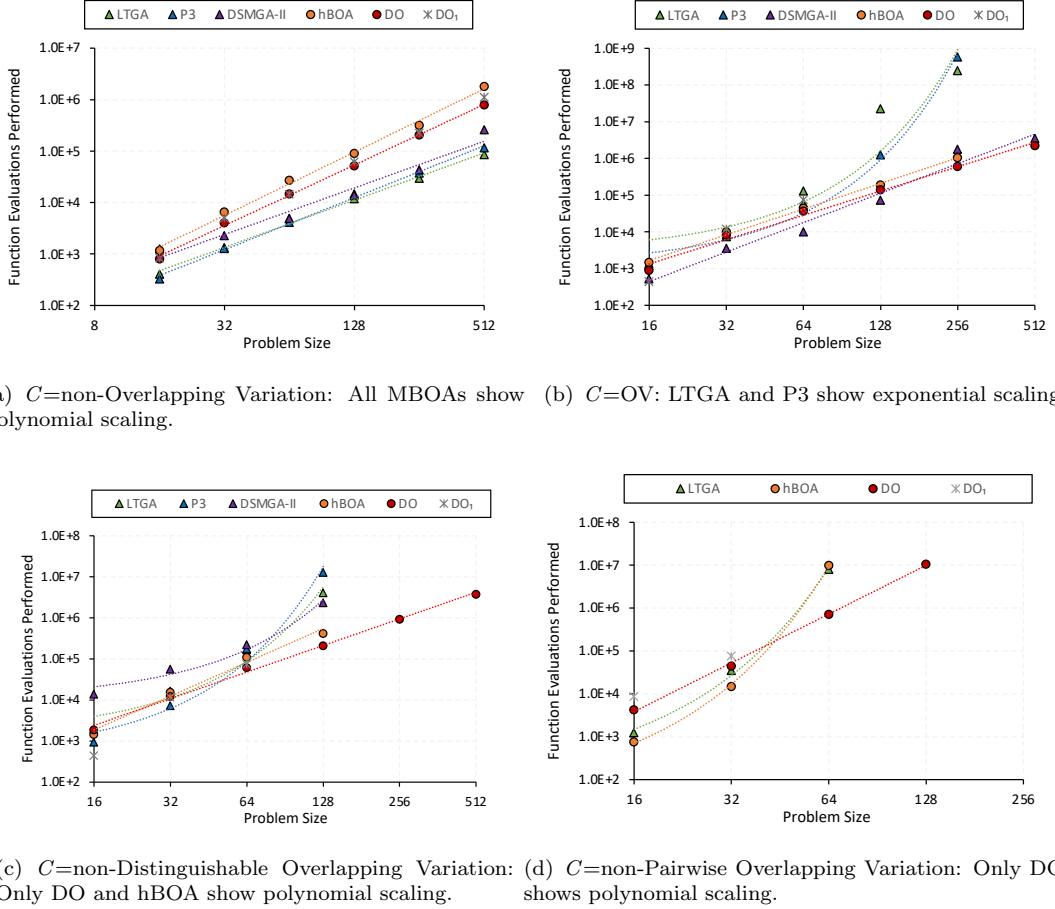 LTGA P3 DSMGA-II hBOA DO DO₁
1.0E+7
1.0E+6
1.0E+5
1.0E+4
1.0E+3
1.0E+2
Function Evaluations Performed
8 32 128 512
Problem Size
LTGA P3 DSMGA-II hBOA DO DO₁
1.0E+9
1.0E+8
1.0E+7
1.0E+6
1.0E+5
1.0E+4
1.0E+3
1.0E+2
Function Evaluations Performed
16 32 64 128 256 512
Problem Size
) C=non-Overlapping Variation: All MBOAs show
olynomial scaling.
(b) C=OV: LTGA and P3 show exponential scaling
LTGA P3 DSMGA-II hBOA DO DO₁
1.0E+8
1.0E+7
1.0E+6
1.0E+5
1.0E+4
1.0E+3
1.0E+2
Function Evaluations Performed
16 32 64 128 256 512
Problem Size
LTGA hBOA DO DO₁
1.0E+8
1.0E+7
1.0E+6
1.0E+5
1.0E+4
1.0E+3
1.0E+2
Function Evaluations Performed
16 32 64 128 256
Problem Size
(c) C=non-Distinguishable Overlapping Variation:
Only DO and hBOA show polynomial scaling.
(d) C=non-Pairwise Overlapping Variation: Only DO
shows polynomial scaling.